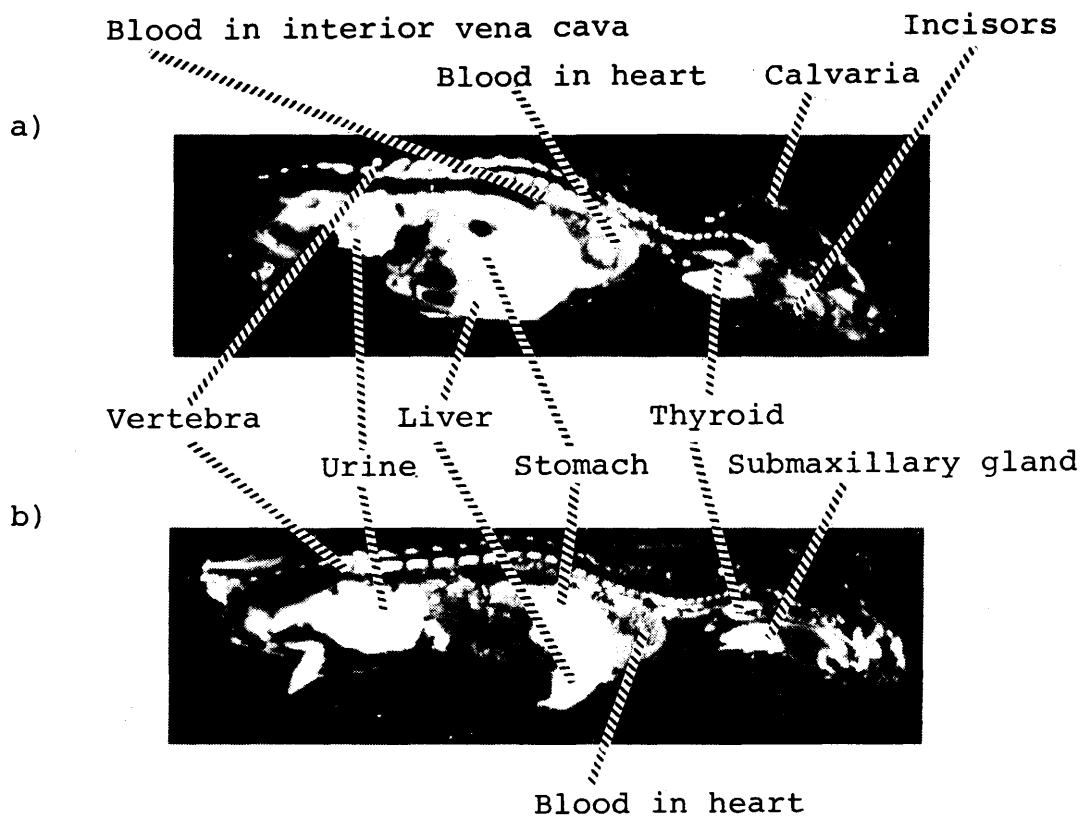 Blood in interior vena cava
Incisors
Blood in heart
Calvaria
a)
Vertebra
Liver
Thyroid
Urine
Stomach
Submaxillary gland
b)
Blood in heart